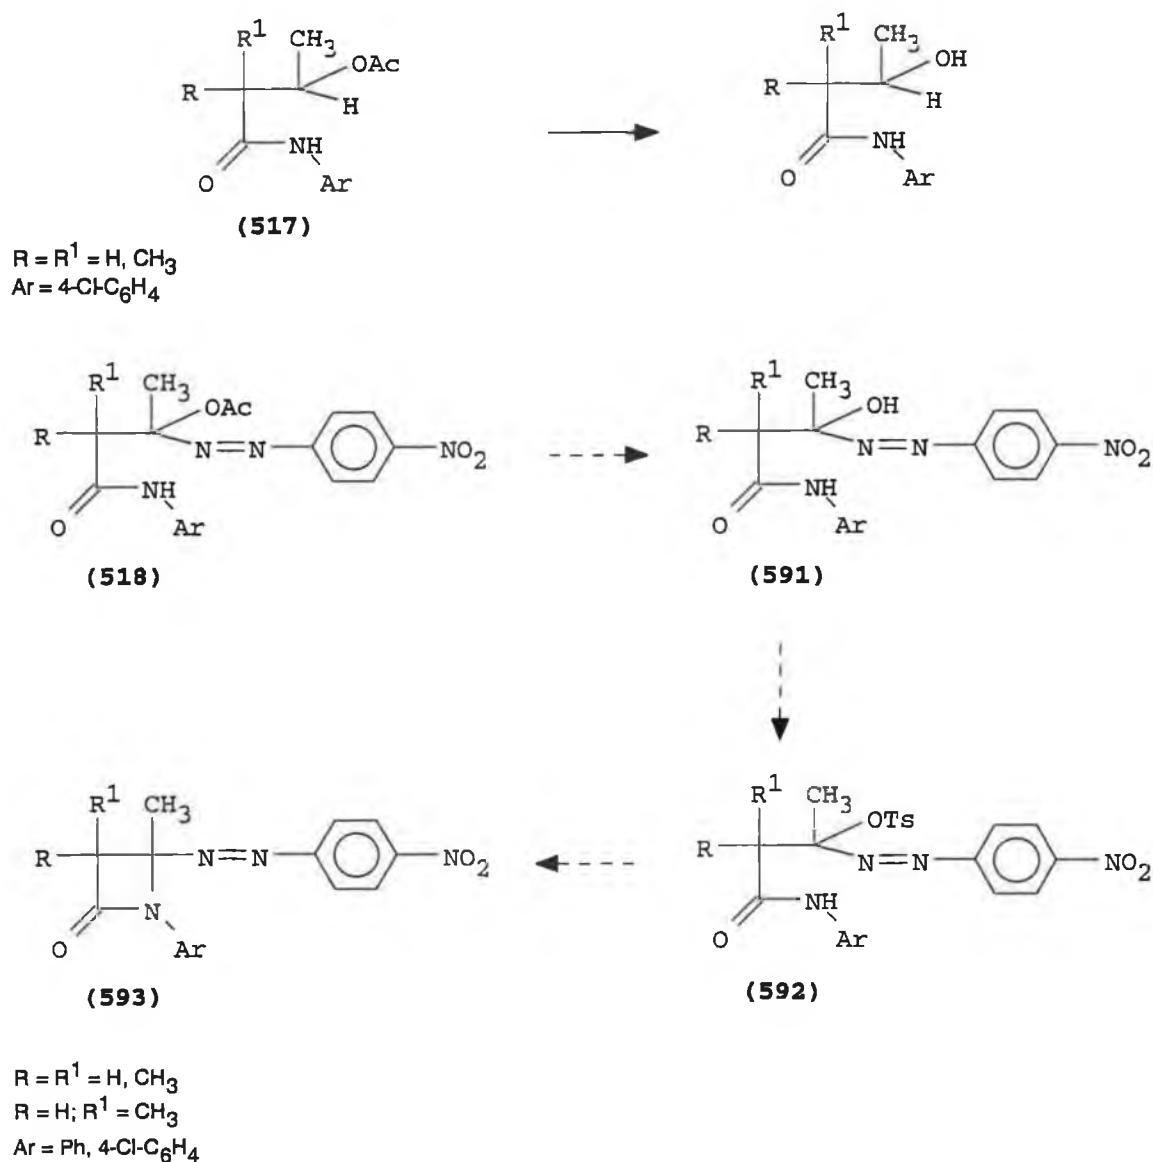 R¹ CH₃
OAc
R
H
NH
O
Ar
(517)
R¹ CH₃
OH
R
H
NH
O
Ar
R = R¹ = H, CH₃
Ar = 4-Cl-C₆H₄
R¹ CH₃
OAc
R
N=N
NO₂
NH
O
Ar
(518)
R¹ CH₃
OH
R
N=N
NO₂
NH
O
Ar
(591)
R¹ CH₃
R
N=N
NO₂
N
O
Ar
(593)
R¹ CH₃
OTs
R
N=N
NO₂
NH
O
Ar
(592)
R = R¹ = H, CH₃
R = H; R¹ = CH₃
Ar = Ph, 4-Cl-C₆H₄